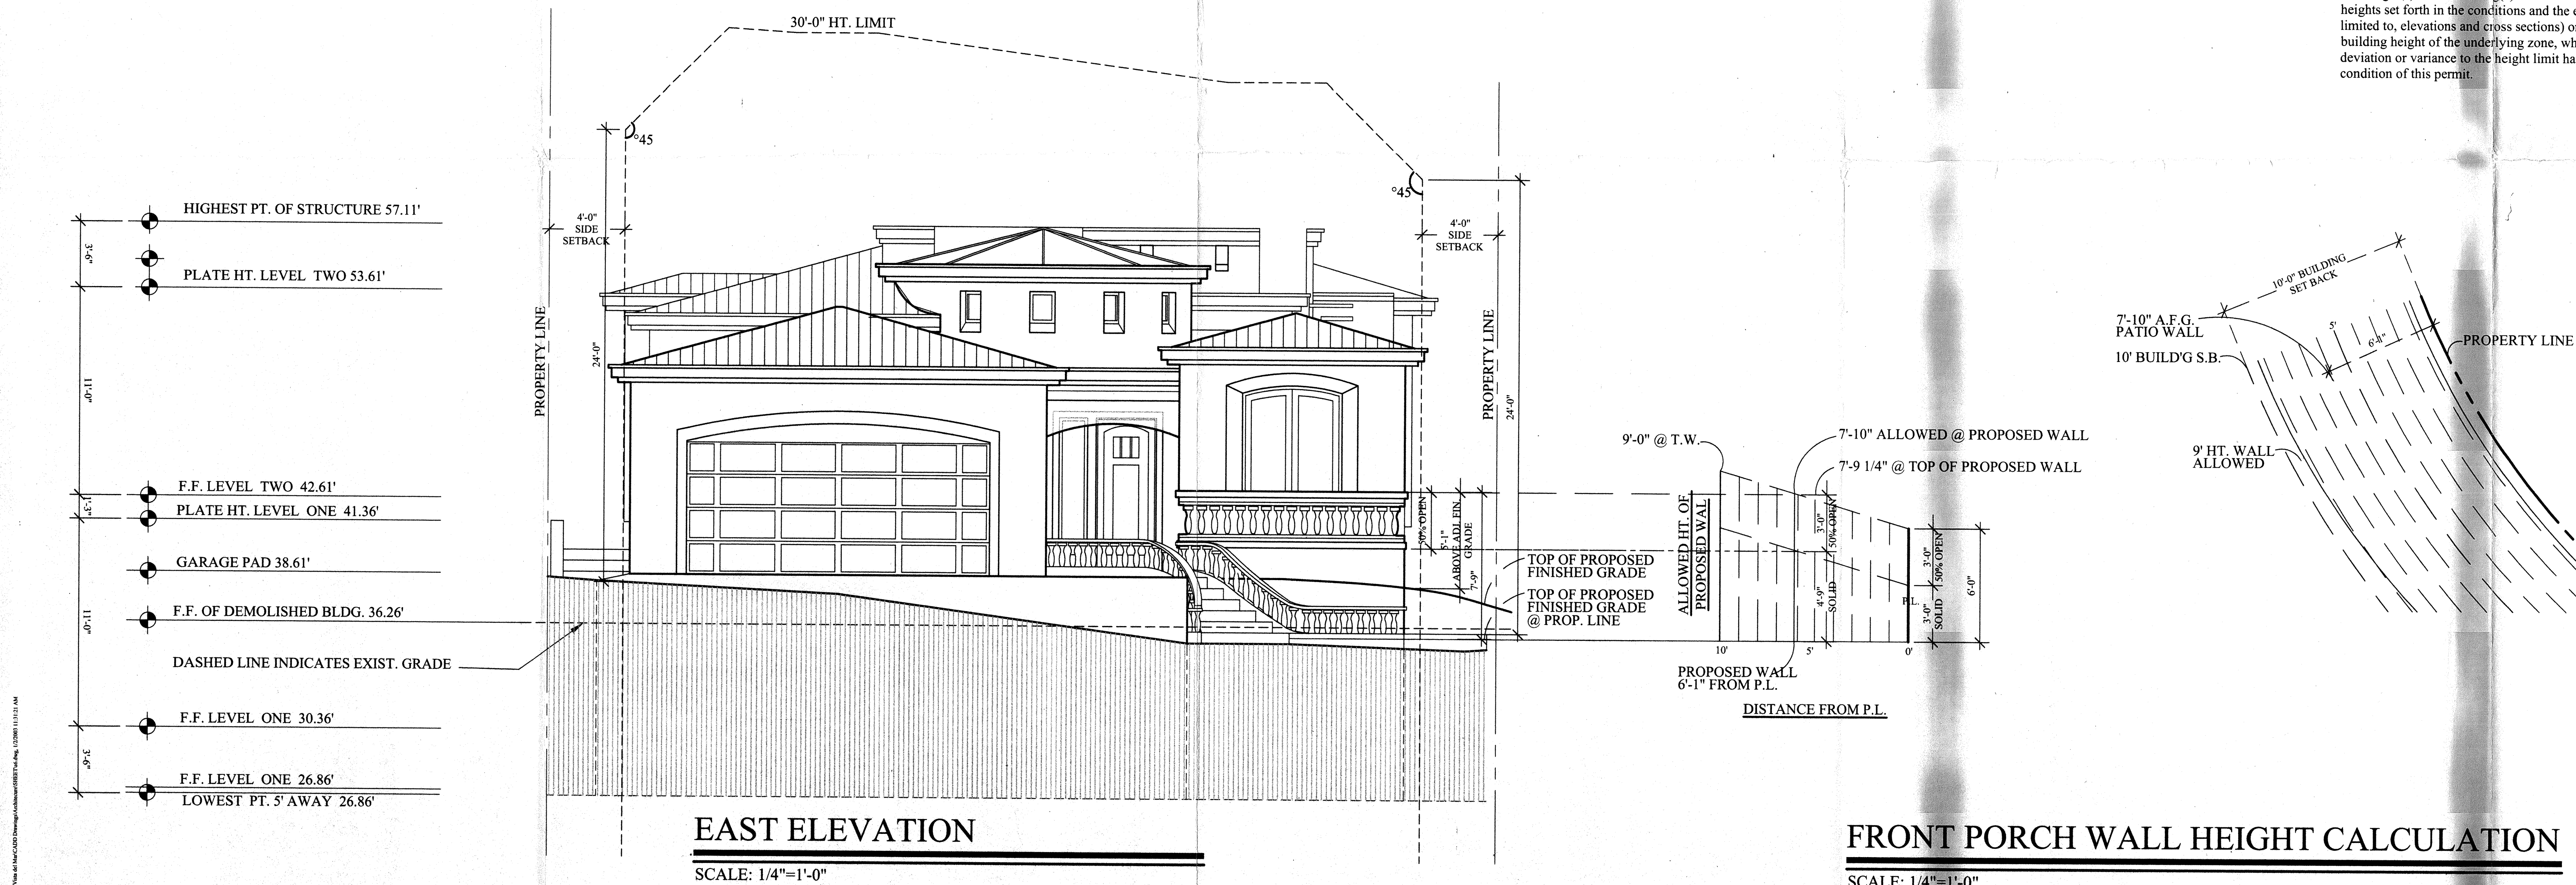 30'-0" HT. LIMIT
heights set forth in the conditions and the
limited to, elevations and cross sections)
building height of the underlying zone,
deviation or variance to the height limit
condition of this permit.
°45
°45
HIGHEST PT. OF STRUCTURE 57.11'
3'-6"
PLATE HT. LEVEL TWO 53.61'
11'-0"
F.F. LEVEL TWO 42.61'
1'-3"
PLATE HT. LEVEL ONE 41.36'
GARAGE PAD 38.61'
F.F. OF DEMOLISHED BLDG. 36.26'
11'-0"
DASHED LINE INDICATES EXIST. GRADE
F.F. LEVEL ONE 30.36'
3'-6"
F.F. LEVEL ONE 26.86'
LOWEST PT. 5' AWAY 26.86'
4'-0"
SIDE
SETBACK
PROPERTY LINE
24'-0"
4'-0"
SIDE
SETBACK
PROPERTY LINE
24'-0"
50% OPEN
5'-1"
ABOVE ADJ. FIN.
GRADE
7'-9"
TOP OF PROPOSED
FINISHED GRADE
TOP OF PROPOSED
FINISHED GRADE
@ PROP. LINE
EAST ELEVATION
SCALE: 1/4"=1'-0"
9'-0" @ T.W.
7'-10" ALLOWED @ PROPOSED WALL
7'-9 1/4" @ TOP OF PROPOSED WALL
ALLOWED HT. OF
PROPOSED WAL
3'-0"
50% OPEN
4'-9"
SOLID
3'-0"
50% OPEN
P.L.
3'-0"
SOLID
6'-0"
10'
5'
0'
PROPOSED WALL
6'-1" FROM P.L.
DISTANCE FROM P.L.
10'-0" BUILDING
SET BACK
7'-10" A.F.G.
PATIO WALL
10' BUILD'G S.B.
5'
6'-1"
PROPERTY LINE
9' HT. WALL
ALLOWED
FRONT PORCH WALL HEIGHT CALCULATION
SCALE: 1/4"=1'-0"